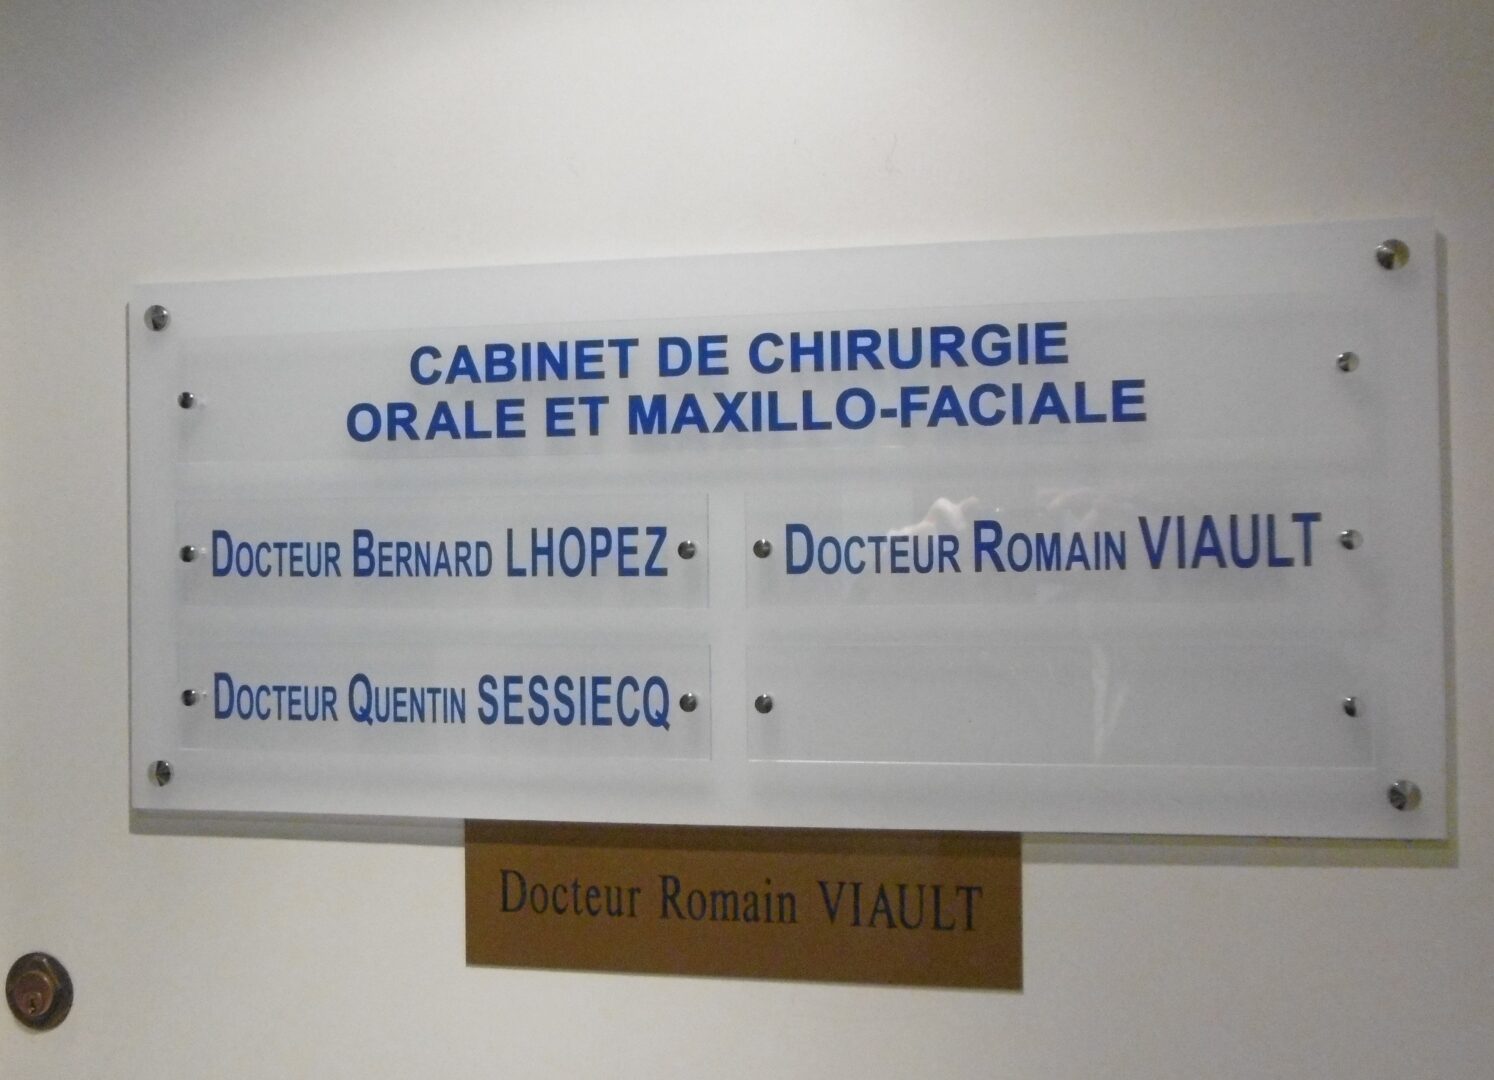 CABINET DE CHIRURGIE
ORALE ET MAXILLO-FACIALE
DOCTEUR BERNARD LHOPEZ
DOCTEUR ROMAIN VIAULT
DOCTEUR QUENTIN SESSIECQ
Docteur Romain VIAULT